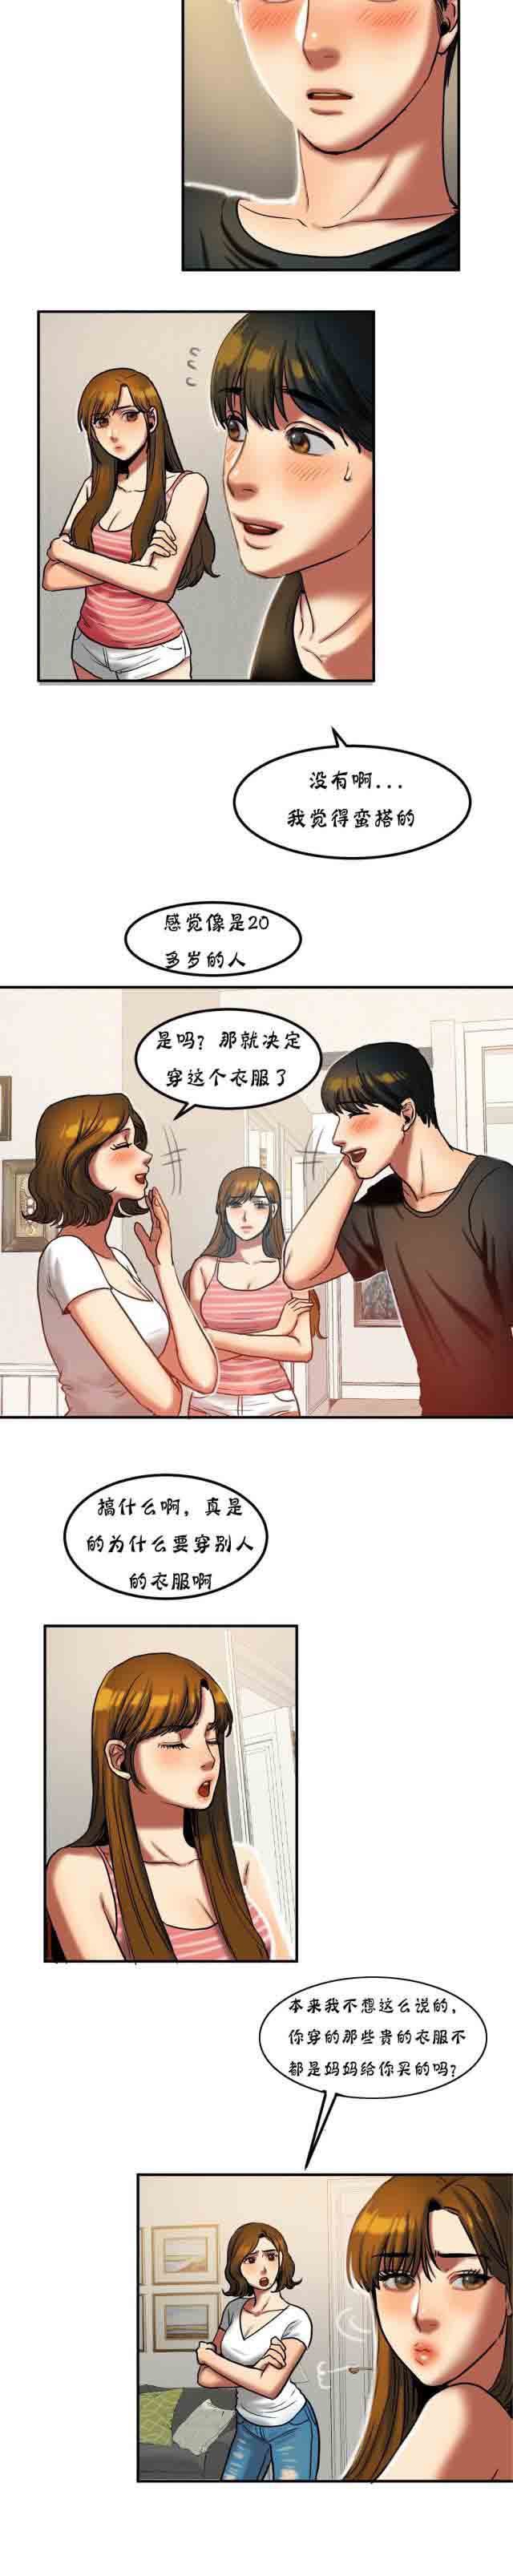 没有啊...
我觉得蛮搭的
感觉像是20
多岁的人
是吗？那就决定
穿这个衣服了
搞什么啊，真是
的为什么要穿别人
的衣服啊
本来我不想这么说的，
你穿的那些贵的衣服不
都是妈妈给你买的吗？